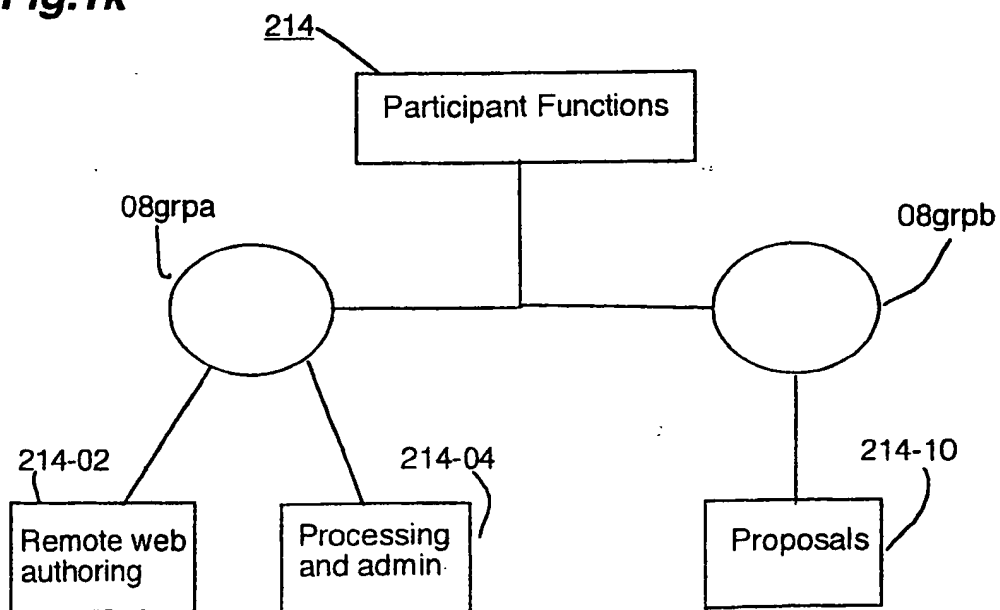 Fig.1k
214
Participant Functions
08grpa
08grpb
214-02
214-04
214-10
Remote web
authoring
Processing
and admin
Proposals